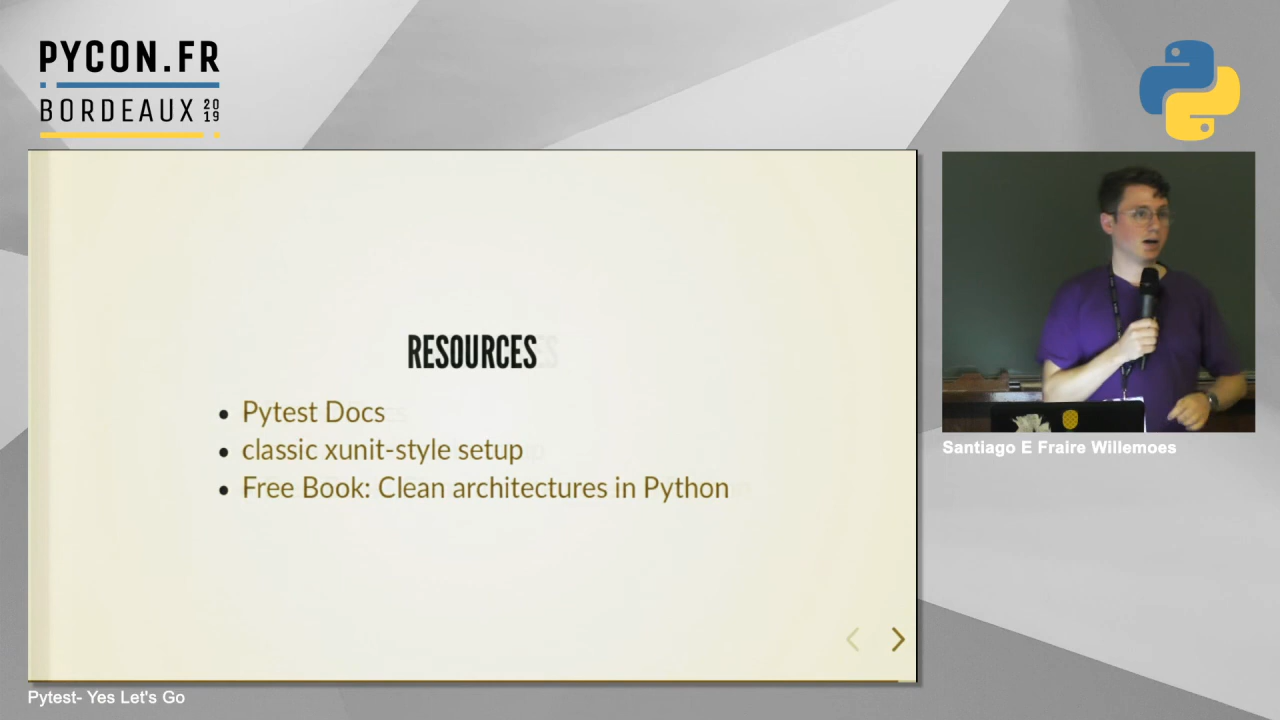 PYCON.FR
BORDEAUX 2019
RESOURCES
Pytest Docs
classic xunit-style setup
Free Book: Clean architectures in Python
Santiago E Fraire Willemoes
Pytest- Yes Let's Go